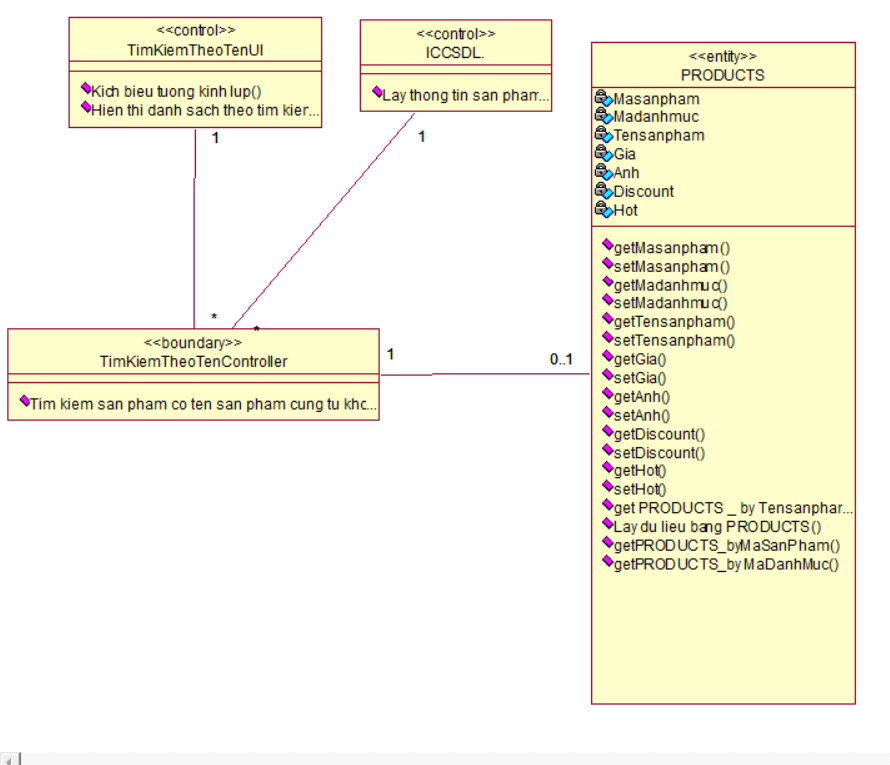 <<control>>
TimKiemTheoTenUI
Kich bieu tuong kinh lup()
Hien thi danh sach theo tim kier...
1
<<control>>
ICCSDL.
Lay thong tin san pham...
1
*
*
<<boundary>>
TimKiemTheoTenController
Tim kiem san pham co ten san pham cung tu khc...
1
0..1
<<entity>>
PRODUCTS
Masanpham
Madanhmuc
Tensanpham
Gia
Anh
Discount
Hot
getMasanpham()
setMasanpham()
getMadanhmuc()
setMadanhmuc()
getTensanpham()
setTensanpham()
getGia()
setGia()
getAnh()
setAnh()
getDiscount()
setDiscount()
getHot()
setHot()
get PRODUCTS _ by Tensanphar...
Lay du lieu bang PRODUCTS()
getPRODUCTS_byMaSanPham()
getPRODUCTS_by MaDanhMuc()